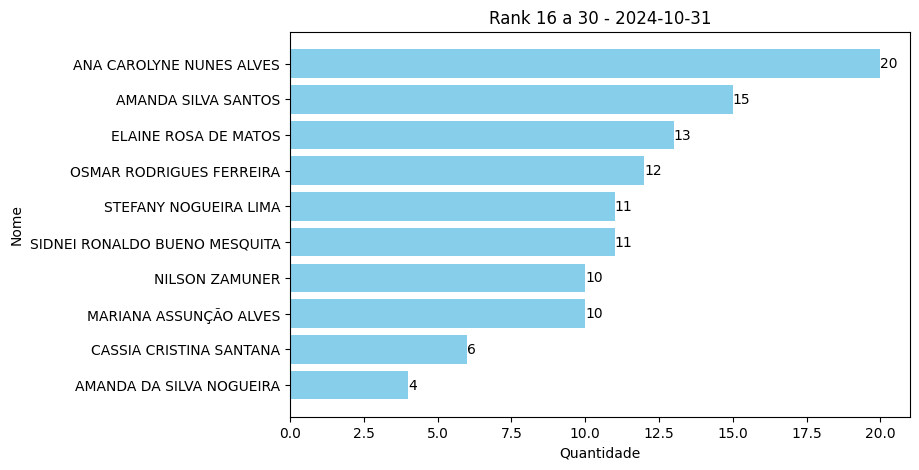 Rank 16 a 30 - 2024-10-31
ANA CAROLYNE NUNES ALVES 20
AMANDA SILVA SANTOS 15
ELAINE ROSA DE MATOS 13
OSMAR RODRIGUES FERREIRA 12
STEFANY NOGUEIRA LIMA 11
SIDNEI RONALDO BUENO MESQUITA 11
NILSON ZAMUNER 10
MARIANA ASSUNÇÃO ALVES 10
CASSIA CRISTINA SANTANA 6
AMANDA DA SILVA NOGUEIRA 4
Nome
0.0 2.5 5.0 7.5 10.0 12.5 15.0 17.5 20.0
Quantidade